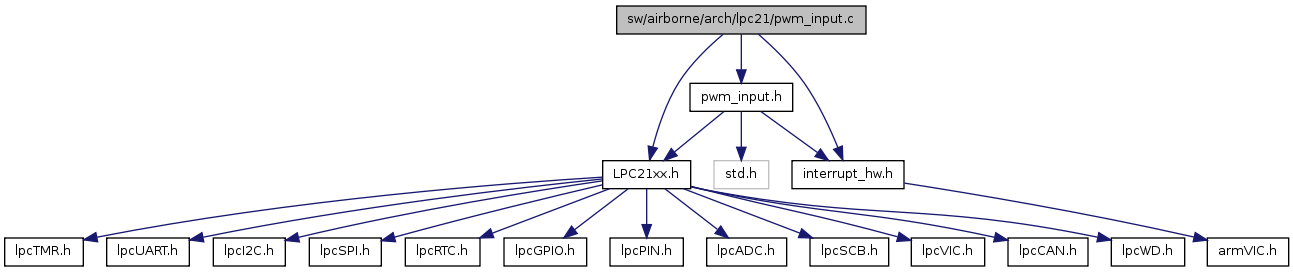 sw/airborne/arch/lpc21/pwm_input.c
pwm_input.h
LPC21xx.h
std.h
interrupt_hw.h
lpcTMR.h
lpcUART.h
lpcI2C.h
lpcSPI.h
lpcRTC.h
lpcGPIO.h
lpcPIN.h
lpcADC.h
lpcSCB.h
lpcVIC.h
lpcCAN.h
lpcWD.h
armVIC.h